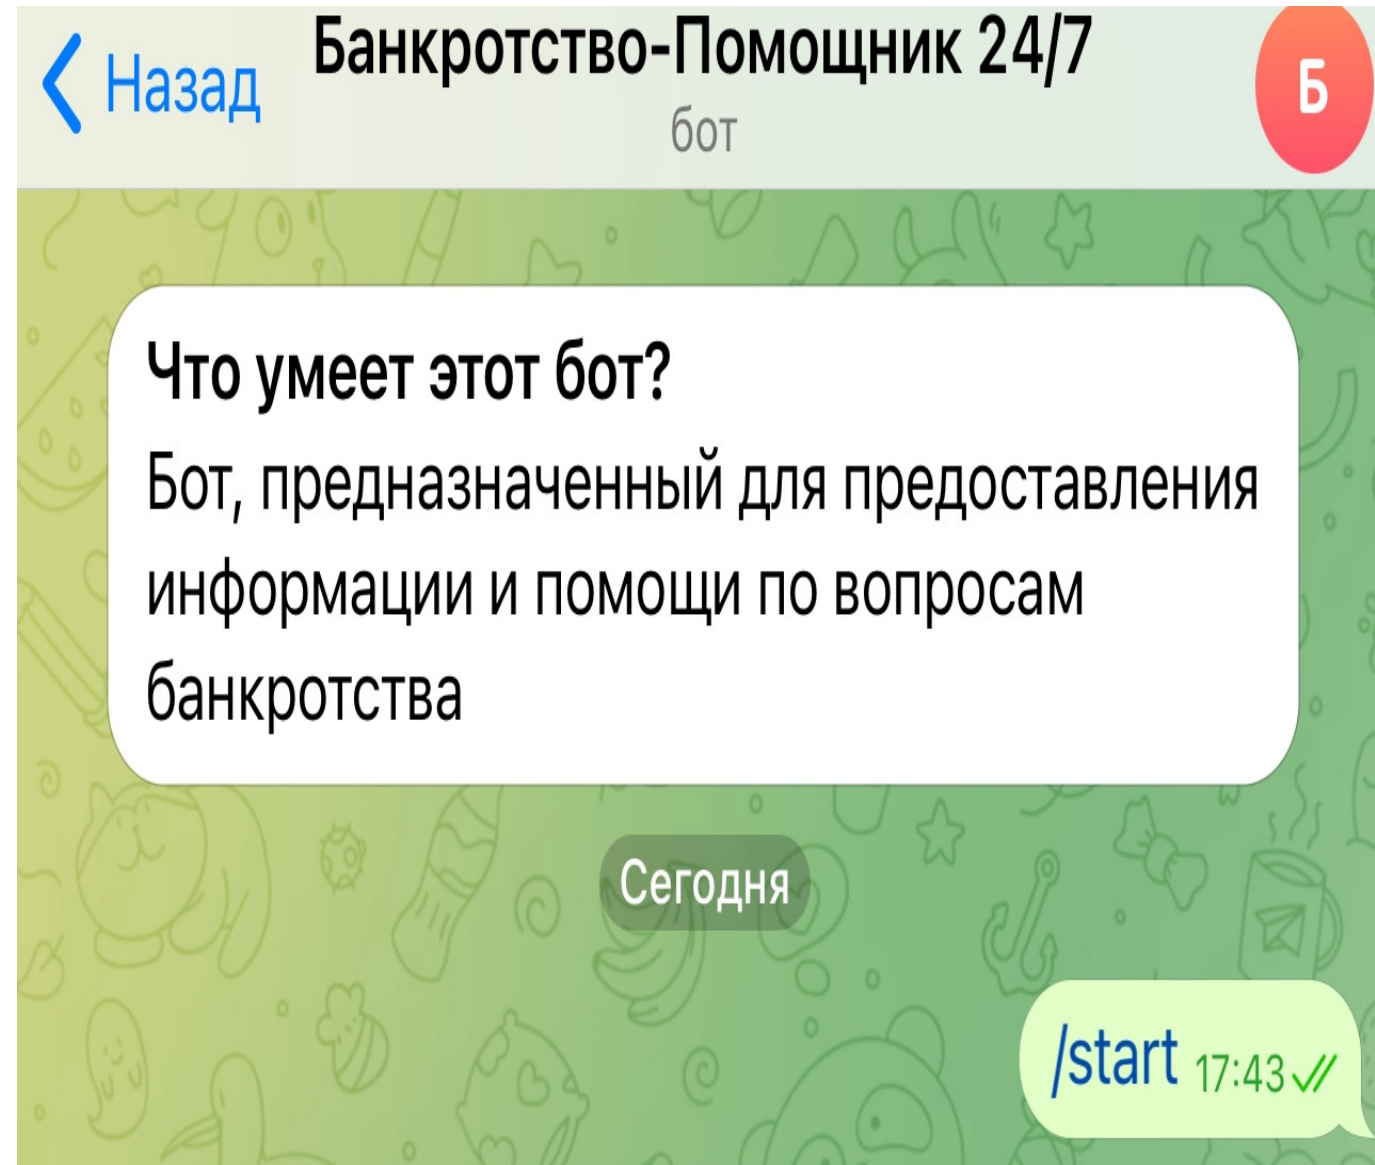 Назад
Банкротство-Помощник 24/7
бот
Б
Что умеет этот бот?
Бот, предназначенный для предоставления
информации и помощи по вопросам
банкротства
Сегодня
/start 17:43